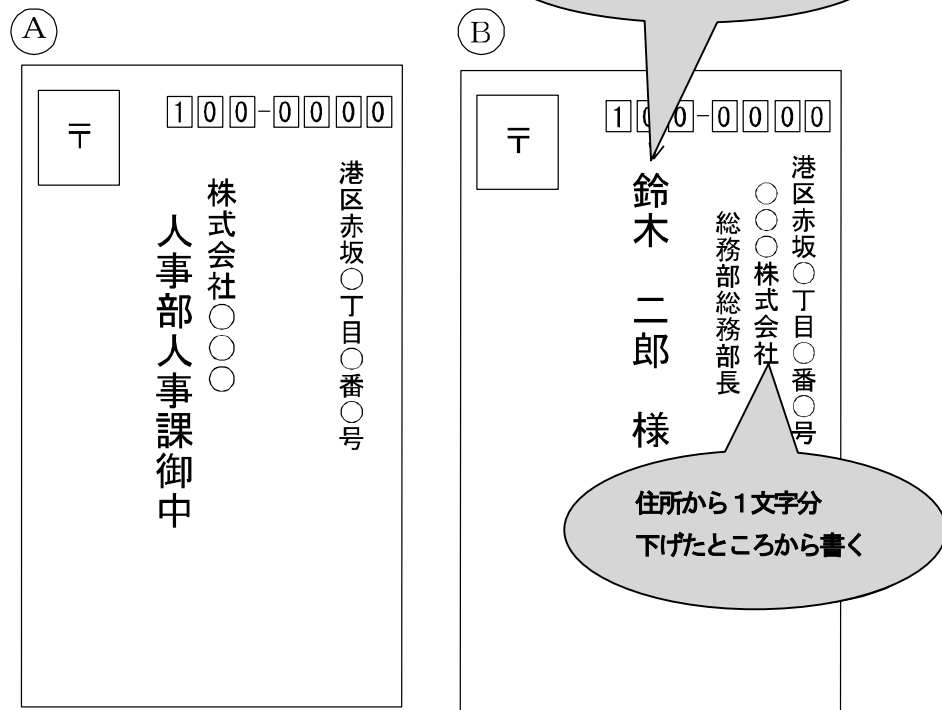 A
〒
100-0000
港区赤坂○丁目○番○号
株式会社○○○
人事部人事課御中
B
〒
100-0000
港区赤坂○丁目○番○号
○○○株式会社
総務部総務部長
鈴木 二郎 様
住所から1文字分
下げたところから書く